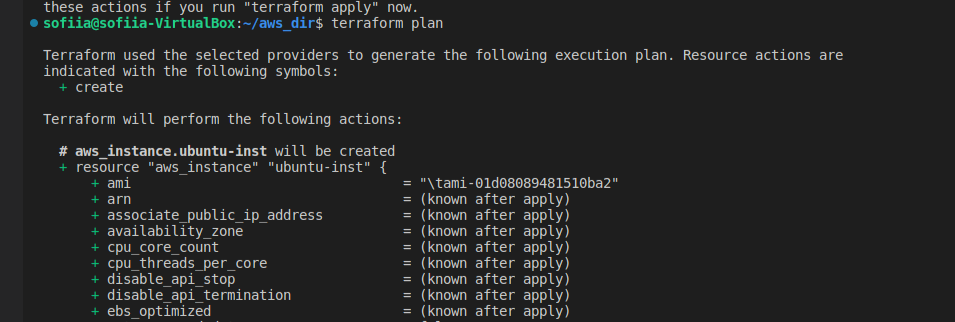 these actions if you run "terraform apply" now.
sofiia@sofiia-VirtualBox:~/aws_dir$ terraform plan
Terraform used the selected providers to generate the following execution plan. Resource actions are
indicated with the following symbols:
+ create
Terraform will perform the following actions:
# aws_instance.ubuntu-inst will be created
+ resource "aws_instance" "ubuntu-inst" {
+ ami = "\tami-01d08089481510ba2"
+ arn = (known after apply)
+ associate_public_ip_address = (known after apply)
+ availability_zone = (known after apply)
+ cpu_core_count = (known after apply)
+ cpu_threads_per_core = (known after apply)
+ disable_api_stop = (known after apply)
+ disable_api_termination = (known after apply)
+ ebs_optimized = (known after apply)